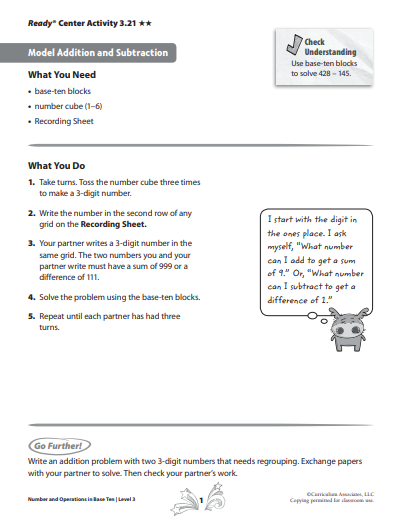 Ready® Center Activity 3.21 ★★
Model Addition and Subtraction
Check
Understanding
Use base-ten blocks
to solve 428 – 145.
What You Need
• base-ten blocks
• number cube (1–6)
• Recording Sheet
What You Do
1. Take turns. Toss the number cube three times
to make a 3-digit number.
2. Write the number in the second row of any
grid on the Recording Sheet.
3. Your partner writes a 3-digit number in the
same grid. The two numbers you and your
partner write must have a sum of 999 or a
difference of 111.
4. Solve the problem using the base-ten blocks.
5. Repeat until each partner has had three
turns.
I start with the digit in
the ones place. I ask
myself, "What number
can I add to get a sum
of 9." Or, "What number
can I subtract to get a
difference of 1."
Go Further!
Write an addition problem with two 3-digit numbers that needs regrouping. Exchange papers
with your partner to solve. Then check your partner's work.
Number and Operations in Base Ten | Level 3
1
©Curriculum Associates, LLC
Copying permitted for classroom use.